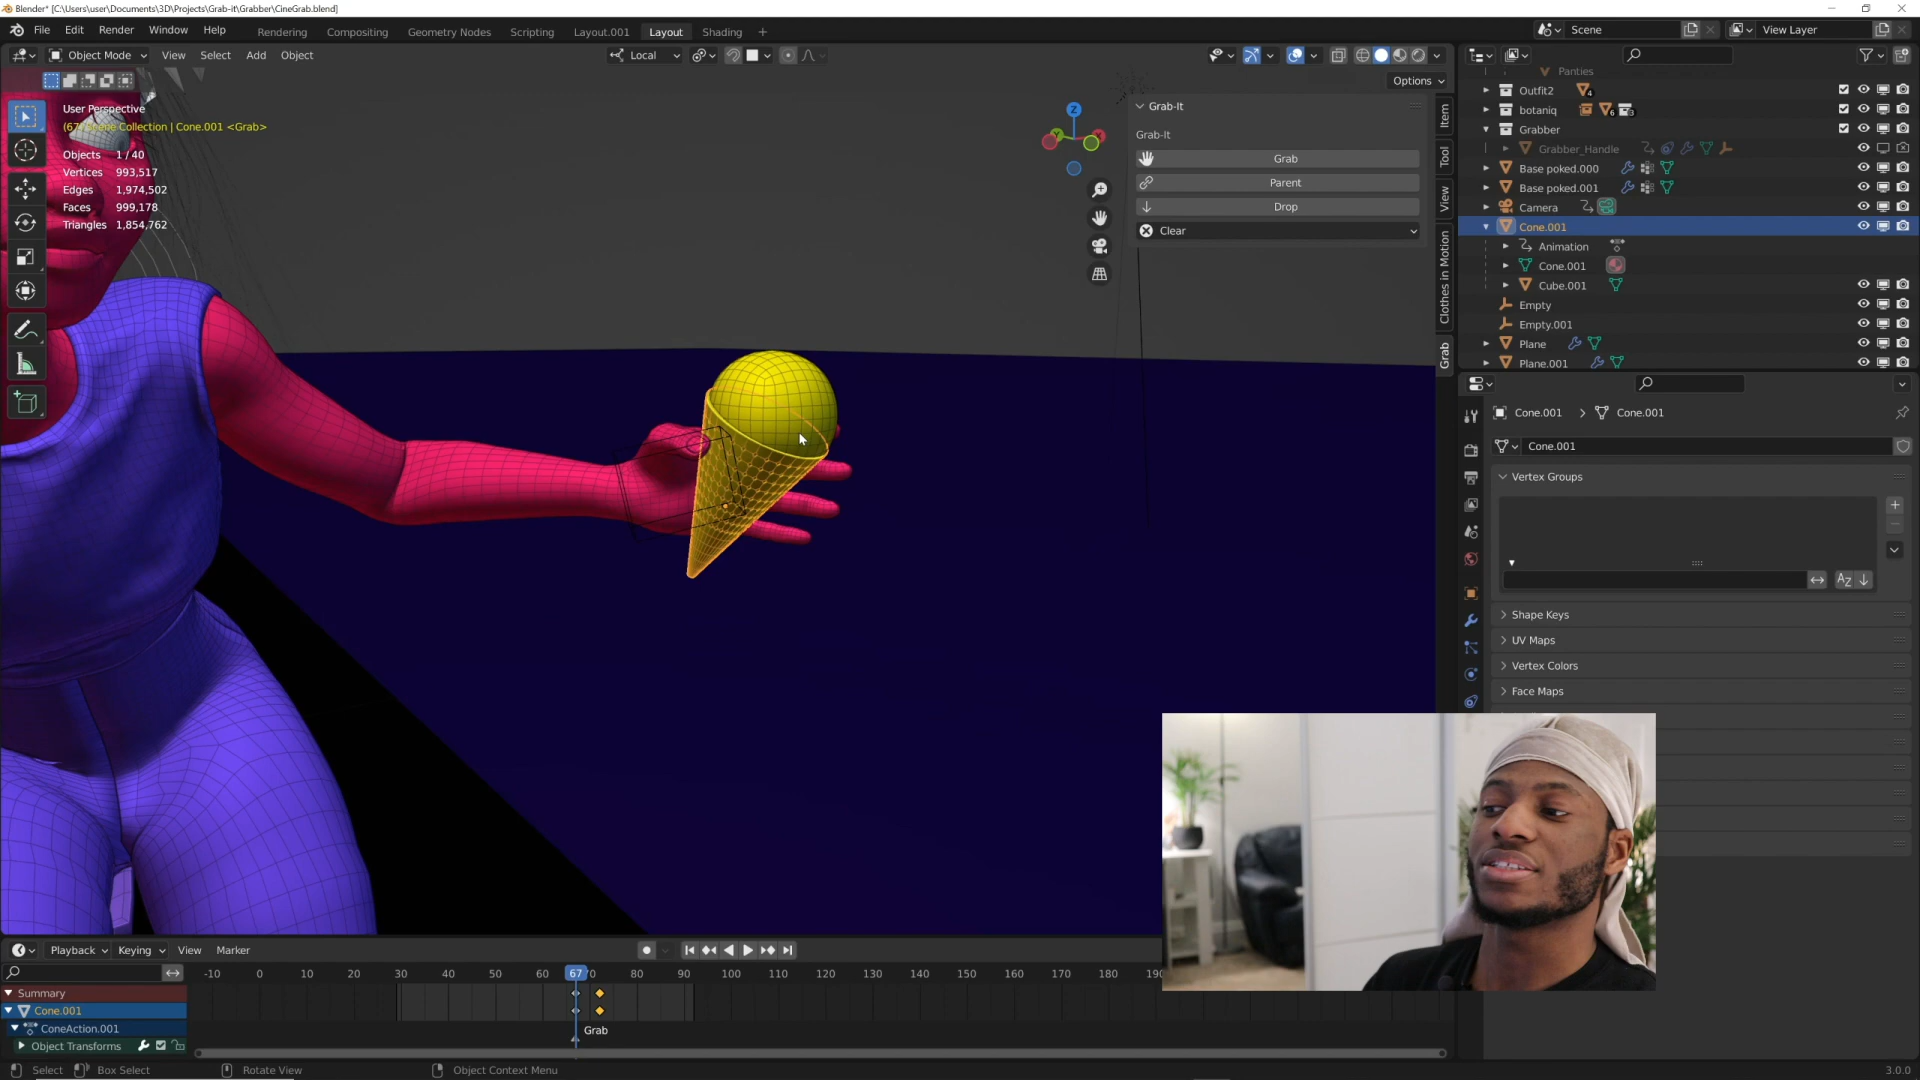 Blender* [C:\Users\user\Documents\3D\Projects\Grab-it\Grabber\CineGrab.blend]
File Edit Render Window Help Rendering Compositing Geometry Nodes Scripting Layout.001 Layout Shading + Scene View Layer
Object Mode View Select Add Object Local
Options
User Perspective
Scene Collection | Cone.001 <Grab>
Objects 1 / 40
Vertices 993,517
Edges 1,974,502
Faces 999,178
Triangles 1,854,762
Z
Grab-It
Grab-It
Grab
Parent
Drop
Clear
Item
Tool
View
Clothes in Motion
Grab
Panties
Outfit2
botaniq
Grabber
Grabber_Handle
Base poked.000
Base poked.001
Camera
Cone.001
Animation
Cone.001
Cube.001
Empty
Empty.001
Plane
Plane.001
Cone.001 > Cone.001
Cone.001
Vertex Groups
Shape Keys
UV Maps
Vertex Colors
Face Maps
Playback Keying View Marker
-10 0 10 20 30 40 50 60 67 70 80 90 100 110 120 130 140 150 160 170 180
Summary
Cone.001
ConeAction.001
Grab
Object Transforms
Select Box Select Rotate View Object Context Menu 3.0.0